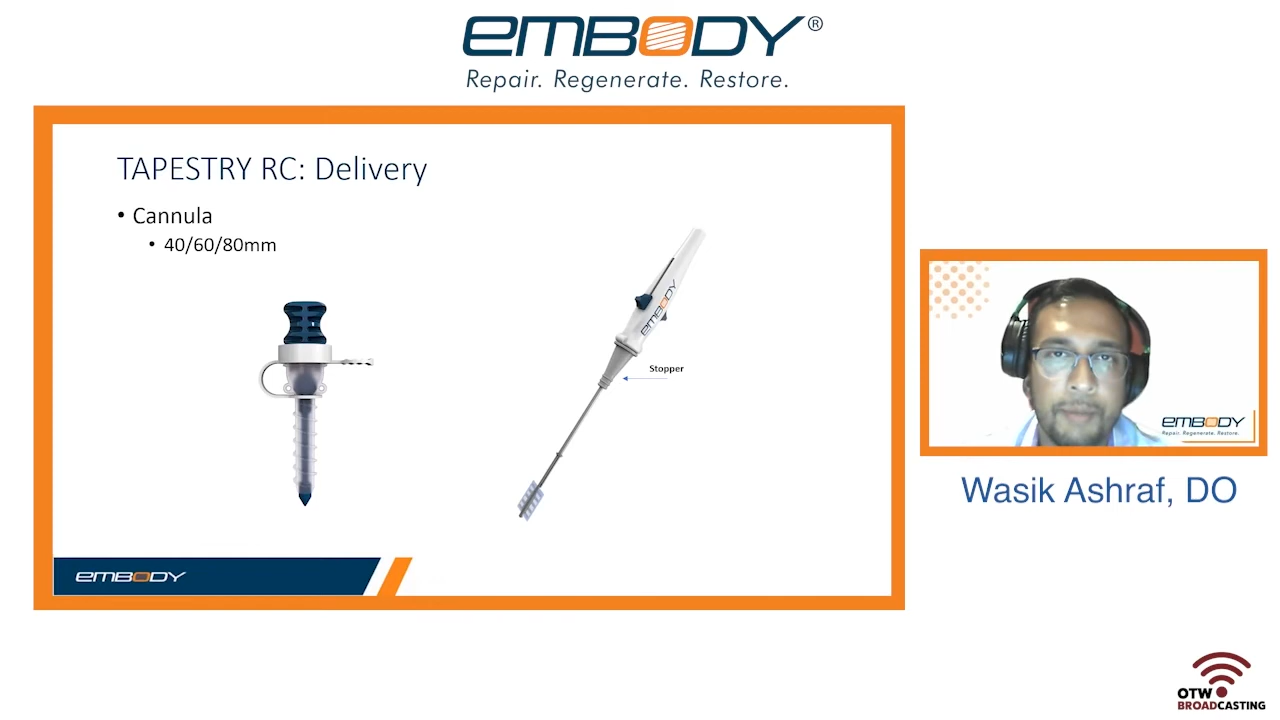 EMBODY®
Repair. Regenerate. Restore.
TAPESTRY RC: Delivery
• Cannula
• 40/60/80mm
EMBODY
Stopper
EMBODY
EMBODY
Repair. Regenerate. Restore.
Wasik Ashraf, DO
OTW
BROADCASTING